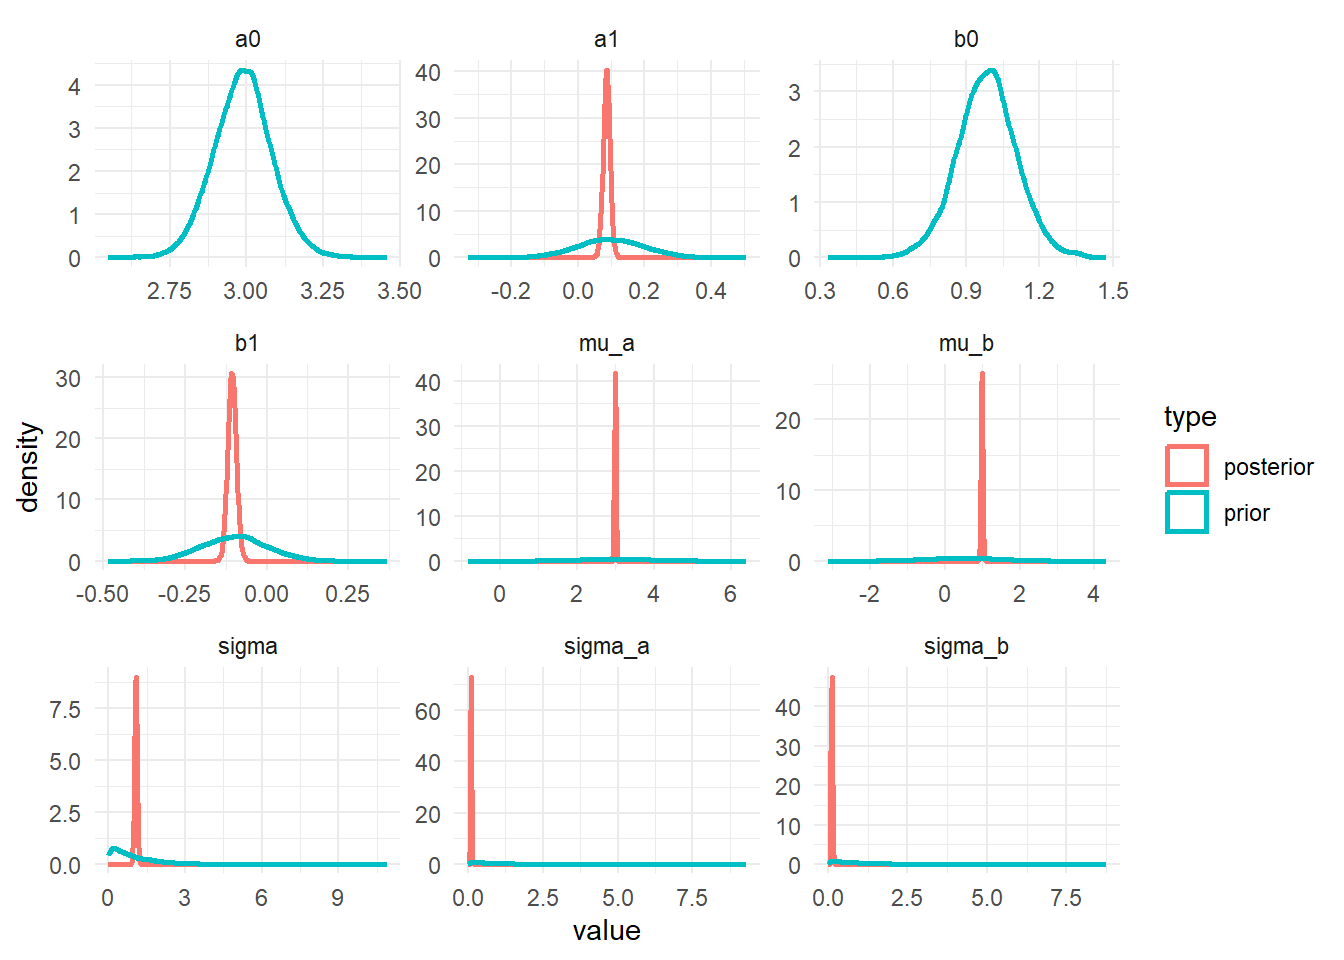 a0 a1 b0
4 3 2 1 0
40 30 20 10 0
3 2 1 0
2.75 3.00 3.25 3.50
-0.2 0.0 0.2 0.4
0.3 0.6 0.9 1.2 1.5
b1 mu_a mu_b
30 20 10 0
40 30 20 10 0
20 10 0
-0.50 -0.25 0.00 0.25
0 2 4 6
-2 0 2 4
sigma sigma_a sigma_b
7.5 5.0 2.5 0.0
60 40 20 0
40 30 20 10 0
0 3 6 9
0.0 2.5 5.0 7.5
0.0 2.5 5.0 7.5
density
value
type
posterior
prior